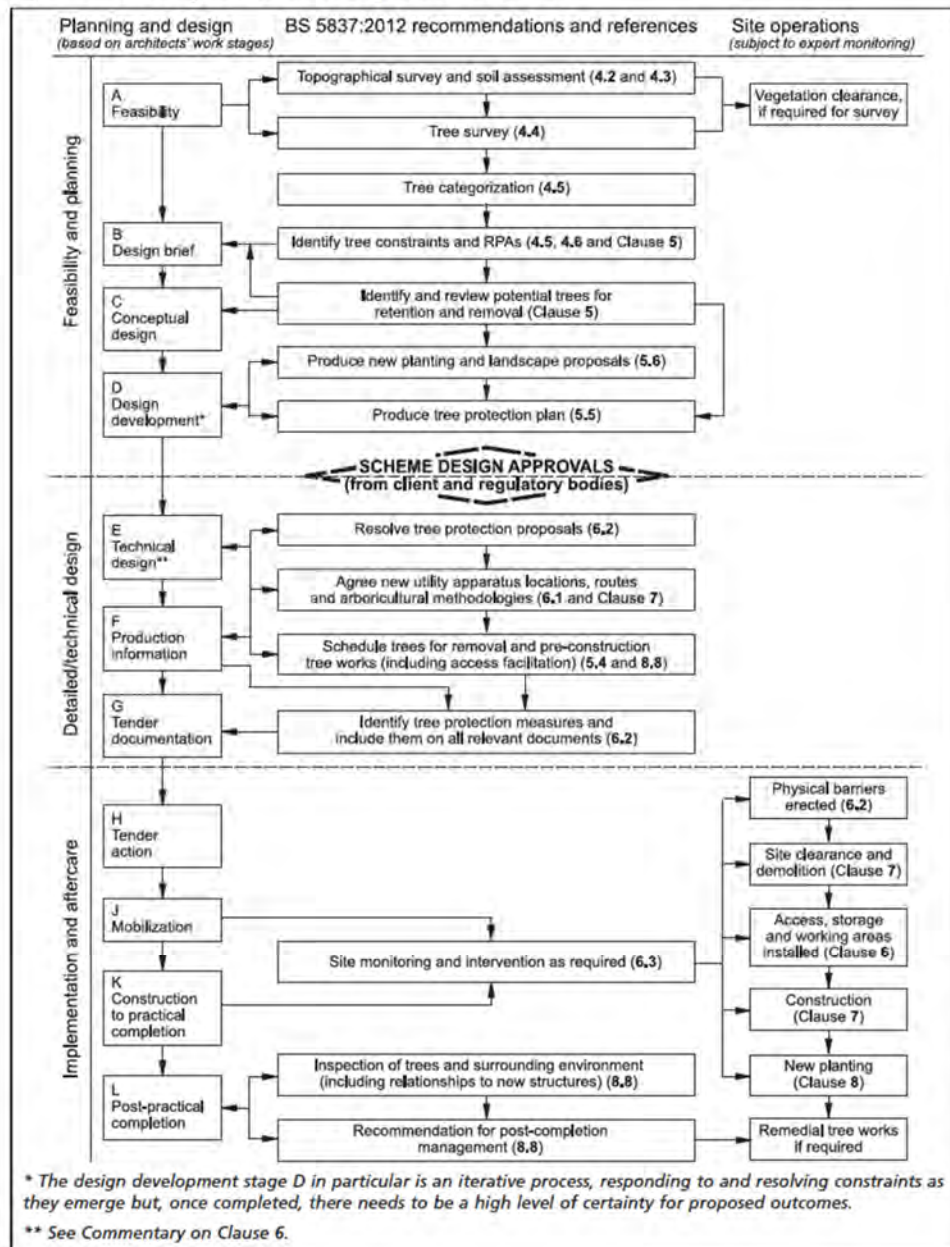 Planning and design
(based on architects' work stages)
BS 5837:2012 recommendations and references
Site operations
(subject to expert monitoring)
Feasibility and planning
A
Feasibility
Topographical survey and soil assessment (4.2 and 4.3)
Vegetation clearance,
if required for survey
Tree survey (4.4)
Tree categorization (4.5)
B
Design brief
Identify tree constraints and RPAs (4.5, 4.6 and Clause 5)
C
Conceptual
design
Identify and review potential trees for
retention and removal (Clause 5)
Produce new planting and landscape proposals (5.6)
D
Design
development*
Produce tree protection plan (5.5)
SCHEME DESIGN APPROVALS
(from client and regulatory bodies)
Detailed/technical design
E
Technical
design**
Resolve tree protection proposals (6.2)
Agree new utility apparatus locations, routes
and arboricultural methodologies (6.1 and Clause 7)
F
Production
information
Schedule trees for removal and pre-construction
tree works (including access facilitation) (5.4 and 8.8)
G
Tender
documentation
Identify tree protection measures and
include them on all relevant documents (6.2)
Implementation and aftercare
H
Tender
action
Physical barriers
erected (6.2)
Site clearance and
demolition (Clause 7)
J
Mobilization
Access, storage
and working areas
installed (Clause 6)
Site monitoring and intervention as required (6.3)
K
Construction
to practical
completion
Construction
(Clause 7)
L
Post-practical
completion
Inspection of trees and surrounding environment
(including relationships to new structures) (8.8)
New planting
(Clause 8)
Recommendation for post-completion
management (8.8)
Remedial tree works
if required
* The design development stage D in particular is an iterative process, responding to and resolving constraints as
they emerge but, once completed, there needs to be a high level of certainty for proposed outcomes.
** See Commentary on Clause 6.